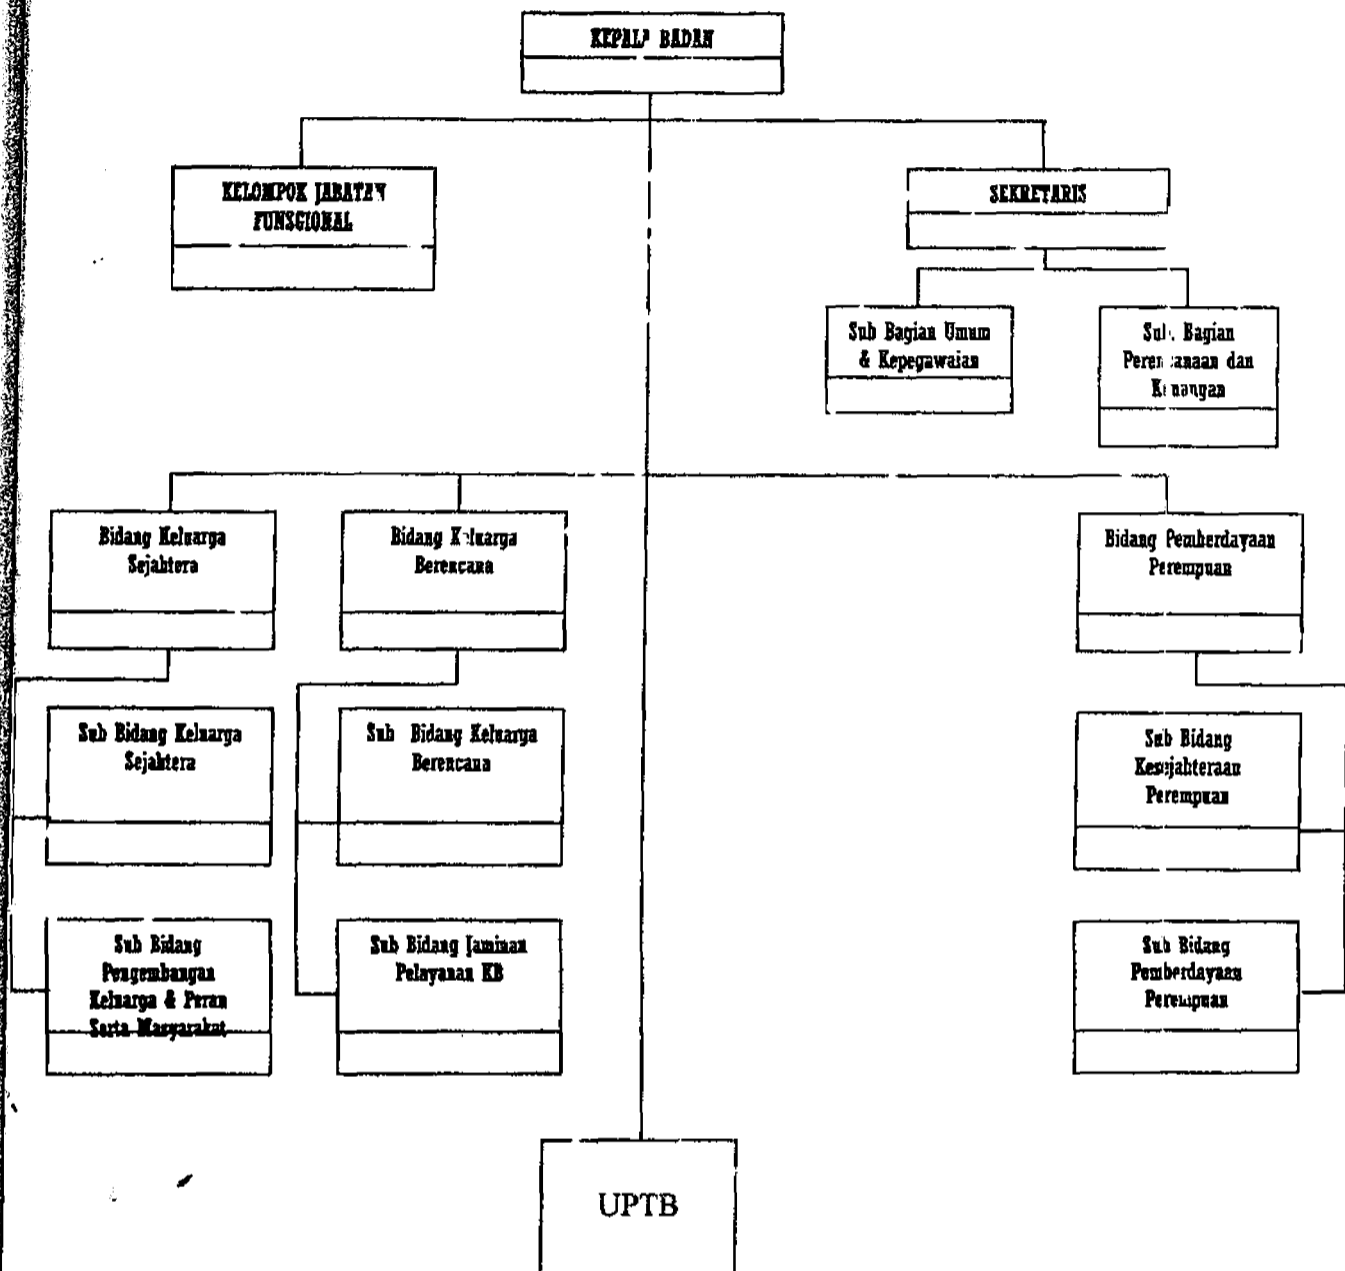 KEPALA BADAN
KELOMPOK JABATAN
FUNSGIONAL
SEKRETARIS
Sub Bagian Umum
& Kepegawaian
Sub. Bagian
Perencanaan dan
Keuangan
Bidang Keluarga
Sejahtera
Bidang Keluarga
Berencana
Bidang Pemberdayaan
Perempuan
Sub Bidang Keluarga
Sejahtera
Sub Bidang Keluarga
Berencana
Sub Bidang
Kesejahteraan
Perempuan
Sub Bidang
Pengembangan
Keluarga & Peran
Serta Masyarakat
Sub Bidang Jaminan
Pelayanan KB
Sub Bidang
Pemberdayaan
Perempuan
UPTB